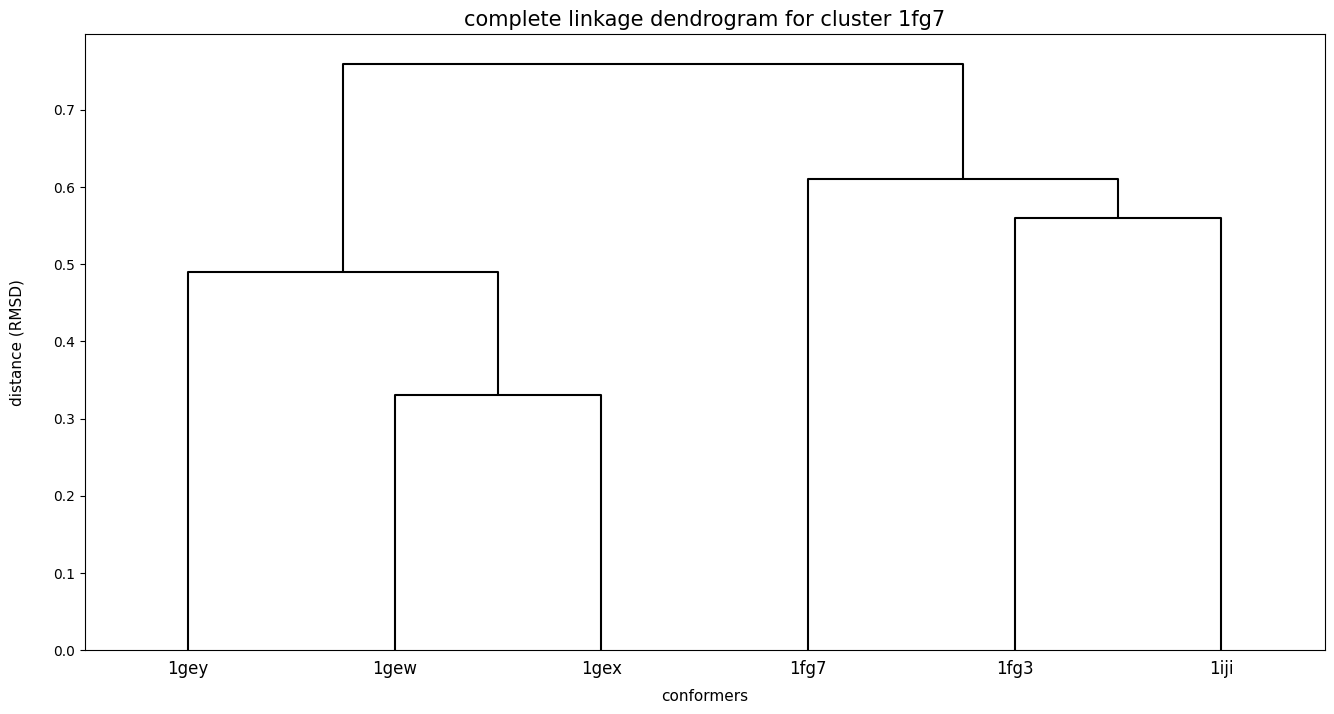 complete linkage dendrogram for cluster 1fg7
distance (RMSD)
0.7
0.6
0.5
0.4
0.3
0.2
0.1
0.0
1gey 1gew 1gex 1fg7 1fg3 1iji
conformers